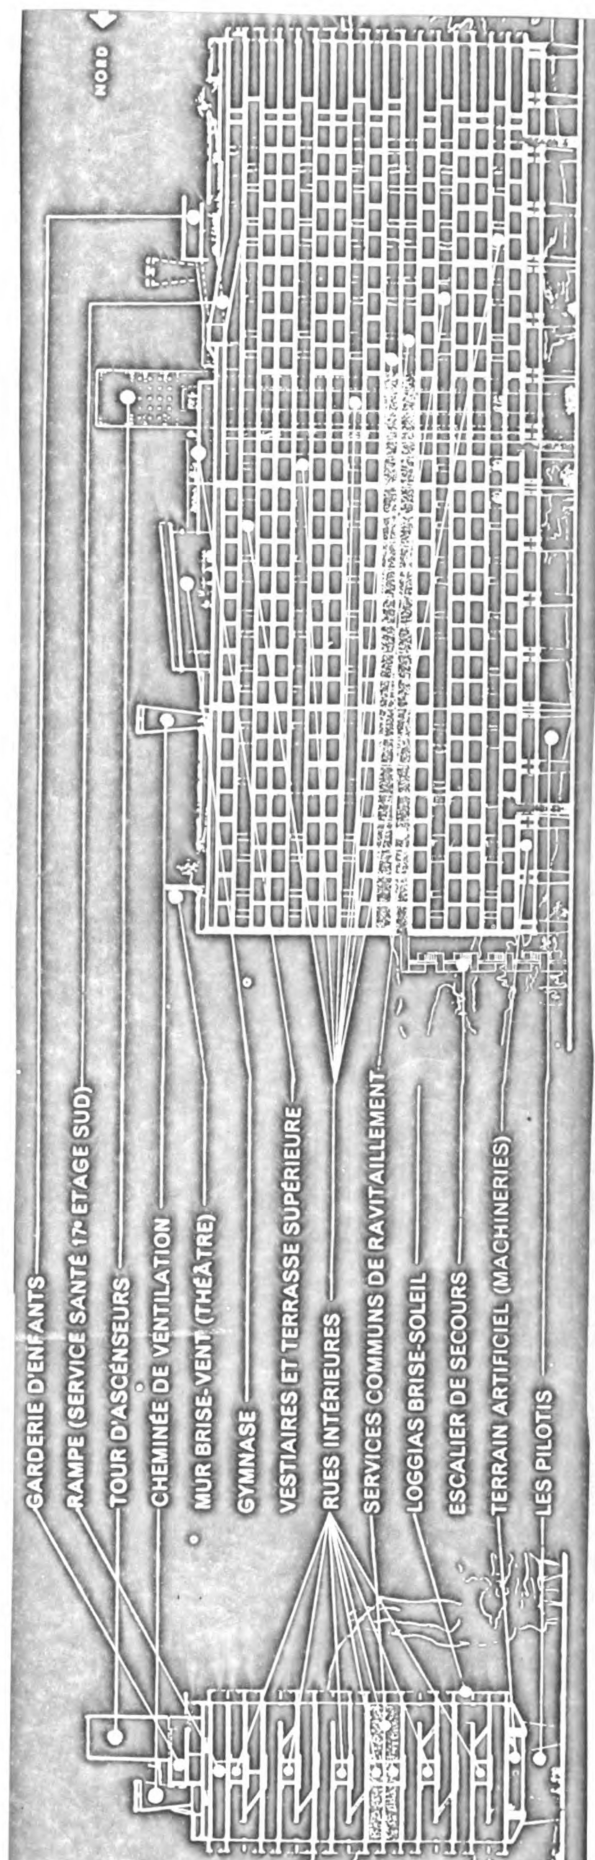 NORD
GARDERIE D'ENFANTS
RAMPE (SERVICE SANTÉ 17e ETAGE SUD)
TOUR D'ASCENSEURS
CHEMINÉE DE VENTILATION
MUR BRISE-VENT (THÉÂTRE)
GYMNASE
VESTIAIRES ET TERRASSE SUPÉRIEURE
RUES INTÉRIEURES
SERVICES COMMUNS DE RAVITAILLEMENT
LOGGIAS BRISE-SOLEIL
ESCALIER DE SECOURS
TERRAIN ARTIFICIEL (MACHINERIES)
LES PILOTIS